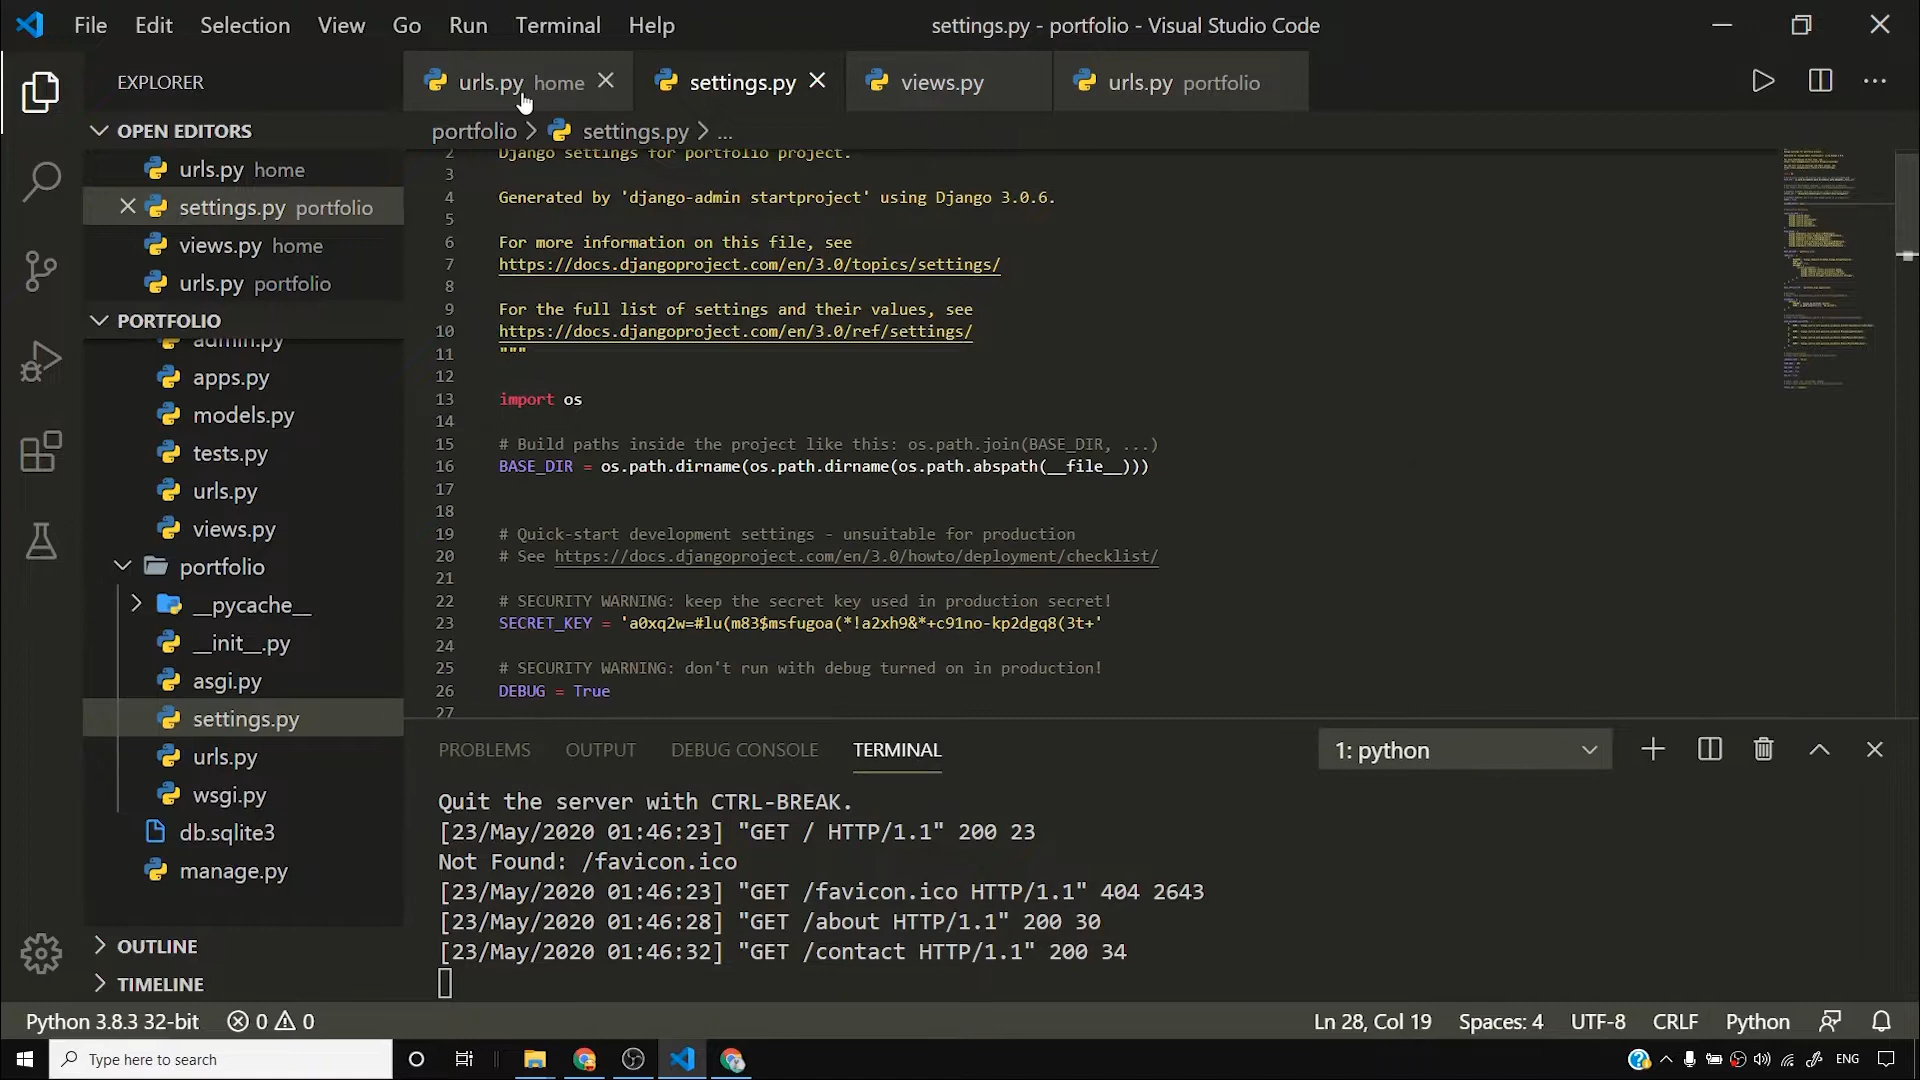 File Edit Selection View Go Run Terminal Help
settings.py - portfolio - Visual Studio Code
EXPLORER
OPEN EDITORS
urls.py home
settings.py portfolio
views.py home
urls.py portfolio
PORTFOLIO
admin.py
apps.py
models.py
tests.py
urls.py
views.py
portfolio
__pycache__
__init__.py
asgi.py
settings.py
urls.py
wsgi.py
db.sqlite3
manage.py
OUTLINE
TIMELINE
urls.py home
settings.py
views.py
urls.py portfolio
portfolio > settings.py > ...
2 Django settings for portfolio project.
3
4 Generated by 'django-admin startproject' using Django 3.0.6.
5
6 For more information on this file, see
7 https://docs.djangoproject.com/en/3.0/topics/settings/
8
9 For the full list of settings and their values, see
10 https://docs.djangoproject.com/en/3.0/ref/settings/
11 """
12
13 import os
14
15 # Build paths inside the project like this: os.path.join(BASE_DIR, ...)
16 BASE_DIR = os.path.dirname(os.path.dirname(os.path.abspath(__file__)))
17
18
19 # Quick-start development settings - unsuitable for production
20 # See https://docs.djangoproject.com/en/3.0/howto/deployment/checklist/
21
22 # SECURITY WARNING: keep the secret key used in production secret!
23 SECRET_KEY = 'a0xq2w=#lu(m83$msfugoa(*!a2xh9&*+c91no-kp2dgq8(3t+'
24
25 # SECURITY WARNING: don't run with debug turned on in production!
26 DEBUG = True
27
PROBLEMS OUTPUT DEBUG CONSOLE TERMINAL
1: python
Quit the server with CTRL-BREAK.
[23/May/2020 01:46:23] "GET / HTTP/1.1" 200 23
Not Found: /favicon.ico
[23/May/2020 01:46:23] "GET /favicon.ico HTTP/1.1" 404 2643
[23/May/2020 01:46:28] "GET /about HTTP/1.1" 200 30
[23/May/2020 01:46:32] "GET /contact HTTP/1.1" 200 34
Python 3.8.3 32-bit 0 0
Ln 28, Col 19 Spaces: 4 UTF-8 CRLF Python
Type here to search
ENG